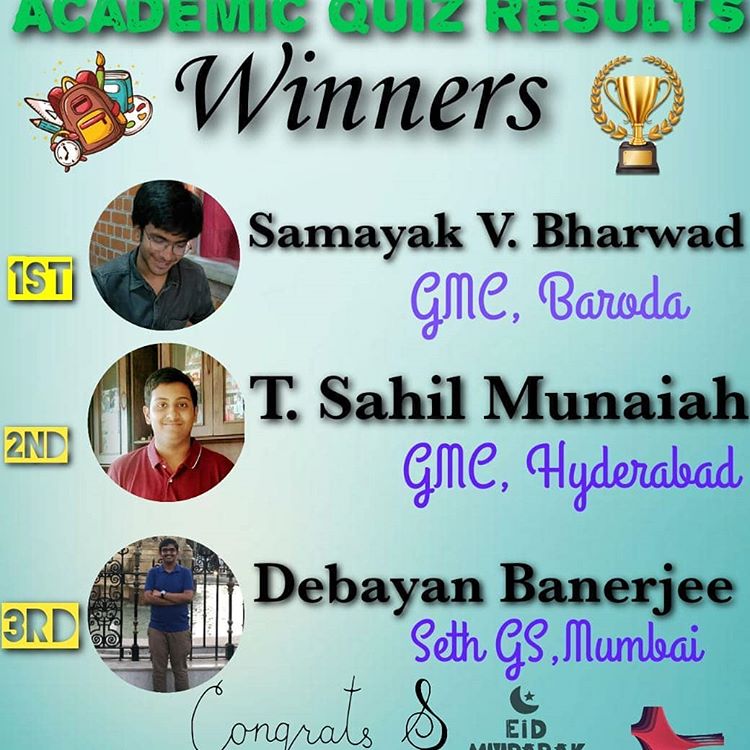 ACADEMIC QUIZ RESULTS
Winners
1ST
Samayak V. Bharwad
GMC, Baroda
2ND
T. Sahil Munaiah
GMC, Hyderabad
3RD
Debayan Banerjee
Seth GS,Mumbai
Congrats &
EiD
MUBARAK